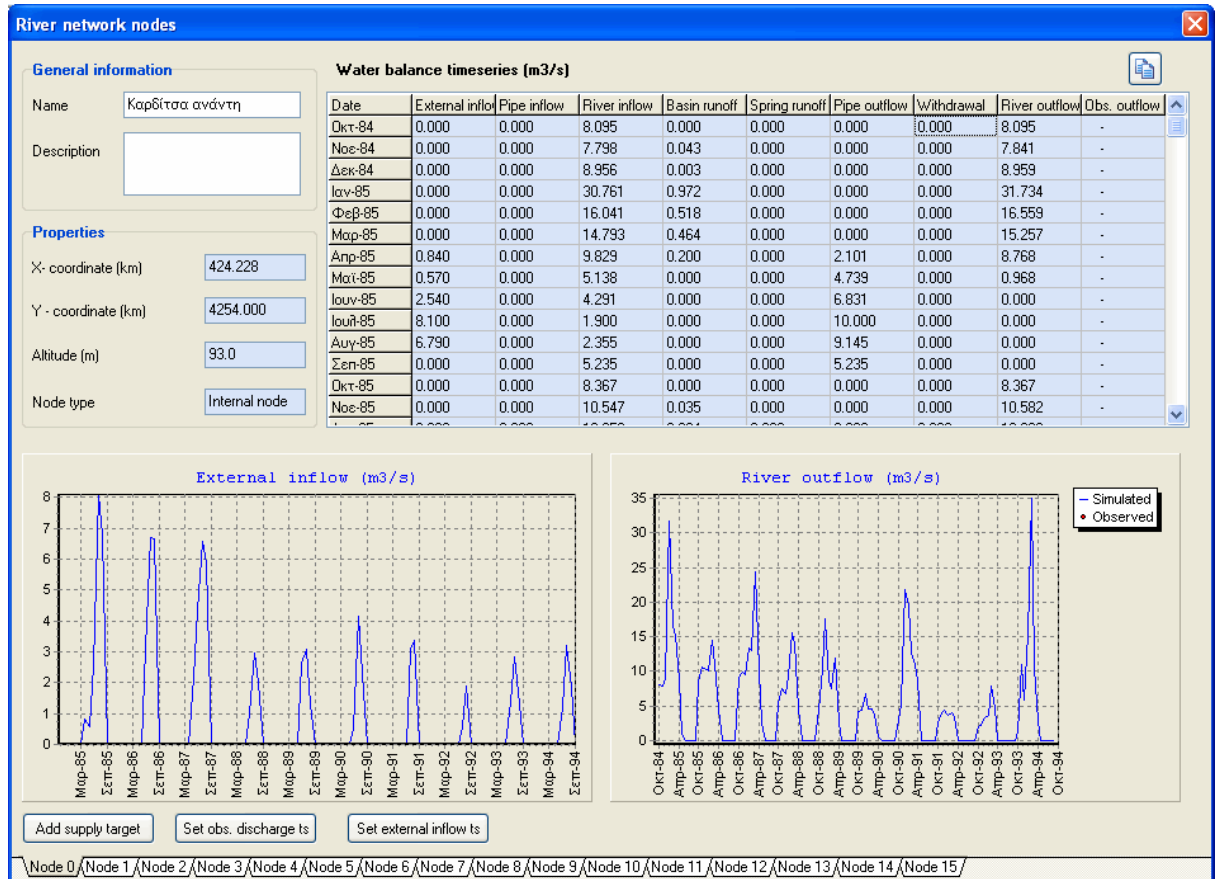 River network nodes
General information
Name
Καρδίτσα ανάντη
Description
Properties
X- coordinate (km)
424.228
Y - coordinate (km)
4254.000
Altitude (m)
93.0
Node type
Internal node
Water balance timeseries (m3/s)
Date External inflo Pipe inflow River inflow Basin runoff Spring runoff Pipe outflow Withdrawal River outflow Obs. outflow
Οκτ-84 0.000 0.000 8.095 0.000 0.000 0.000 0.000 8.095 -
Νοε-84 0.000 0.000 7.798 0.043 0.000 0.000 0.000 7.841 -
Δεκ-84 0.000 0.000 8.956 0.003 0.000 0.000 0.000 8.959 -
Ιαν-85 0.000 0.000 30.761 0.972 0.000 0.000 0.000 31.734 -
Φεβ-85 0.000 0.000 16.041 0.518 0.000 0.000 0.000 16.559 -
Μαρ-85 0.000 0.000 14.793 0.464 0.000 0.000 0.000 15.257 -
Απρ-85 0.840 0.000 9.829 0.200 0.000 2.101 0.000 8.768 -
Μαϊ-85 0.570 0.000 5.138 0.000 0.000 4.739 0.000 0.968 -
Ιουν-85 2.540 0.000 4.291 0.000 0.000 6.831 0.000 0.000 -
Ιουλ-85 8.100 0.000 1.900 0.000 0.000 10.000 0.000 0.000 -
Αυγ-85 6.790 0.000 2.355 0.000 0.000 9.145 0.000 0.000 -
Σεπ-85 0.000 0.000 5.235 0.000 0.000 5.235 0.000 0.000 -
Οκτ-85 0.000 0.000 8.367 0.000 0.000 0.000 0.000 8.367 -
Νοε-85 0.000 0.000 10.547 0.035 0.000 0.000 0.000 10.582 -
External inflow (m3/s)
8
7
6
5
4
3
2
1
0
Μαρ-85 Σεπ-85 Μαρ-86 Σεπ-86 Μαρ-87 Σεπ-87 Μαρ-88 Σεπ-88 Μαρ-89 Σεπ-89 Μαρ-90 Σεπ-90 Μαρ-91 Σεπ-91 Μαρ-92 Σεπ-92 Μαρ-93 Σεπ-93 Μαρ-94 Σεπ-94
River outflow (m3/s)
35
30
25
20
15
10
5
0
Οκτ-84 Απρ-85 Οκτ-85 Απρ-86 Οκτ-86 Απρ-87 Οκτ-87 Απρ-88 Οκτ-88 Απρ-89 Οκτ-89 Απρ-90 Οκτ-90 Απρ-91 Οκτ-91 Απρ-92 Οκτ-92 Απρ-93 Οκτ-93 Απρ-94 Οκτ-94
Simulated
Observed
Add supply target Set obs. discharge ts Set external inflow ts
Node 0 Node 1 Node 2 Node 3 Node 4 Node 5 Node 6 Node 7 Node 8 Node 9 Node 10 Node 11 Node 12 Node 13 Node 14 Node 15